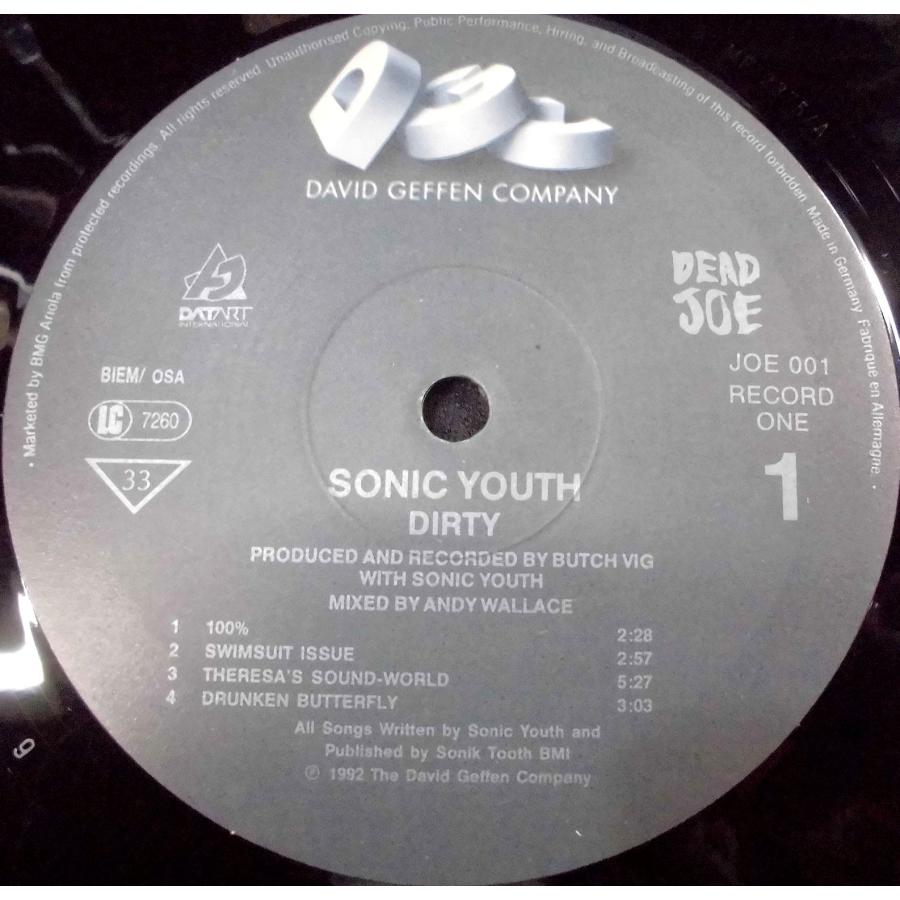 Marketed by BMG Ariola from protected recordings. All rights reserved. Unauthorised Copying, Public Performance, Hiring, and Broadcasting of this record forbidden. Made in Germany. Fabrique en Allemagne.
DGC
DAVID GEFFEN COMPANY
DATART
INTERNATIONAL
DEAD
JOE
BIEM/ OSA
LC 7260
33
JOE 001
RECORD
ONE
1
SONIC YOUTH
DIRTY
PRODUCED AND RECORDED BY BUTCH VIG
WITH SONIC YOUTH
MIXED BY ANDY WALLACE
1 100% 2:28
2 SWIMSUIT ISSUE 2:57
3 THERESA'S SOUND-WORLD 5:27
4 DRUNKEN BUTTERFLY 3:03
All Songs Written by Sonic Youth and
Published by Sonik Tooth BMI
℗ 1992 The David Geffen Company